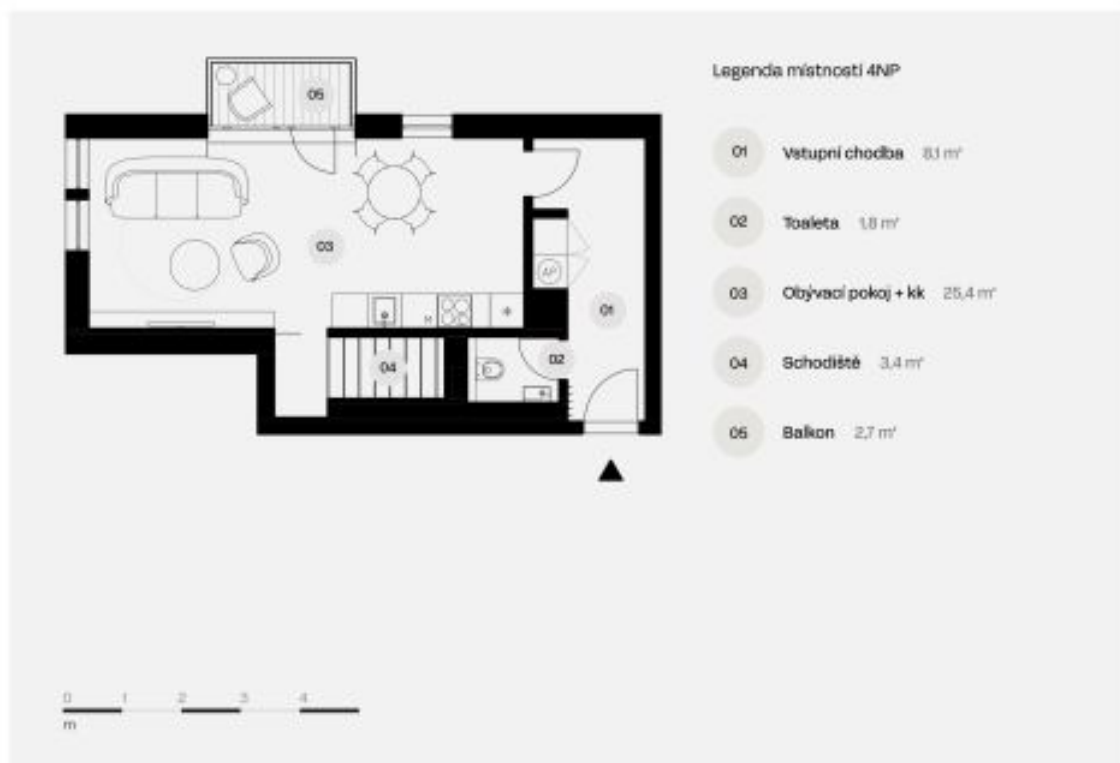 Legenda místností 4NP
01 Vstupní chodba 8,1 m²
02 Toaleta 1,8 m²
03 Obývací pokoj + kk 25,4 m²
04 Schodiště 3,4 m²
05 Balkon 2,7 m²
05
03
AP
01
M
04
02
0 1 2 3 4
m